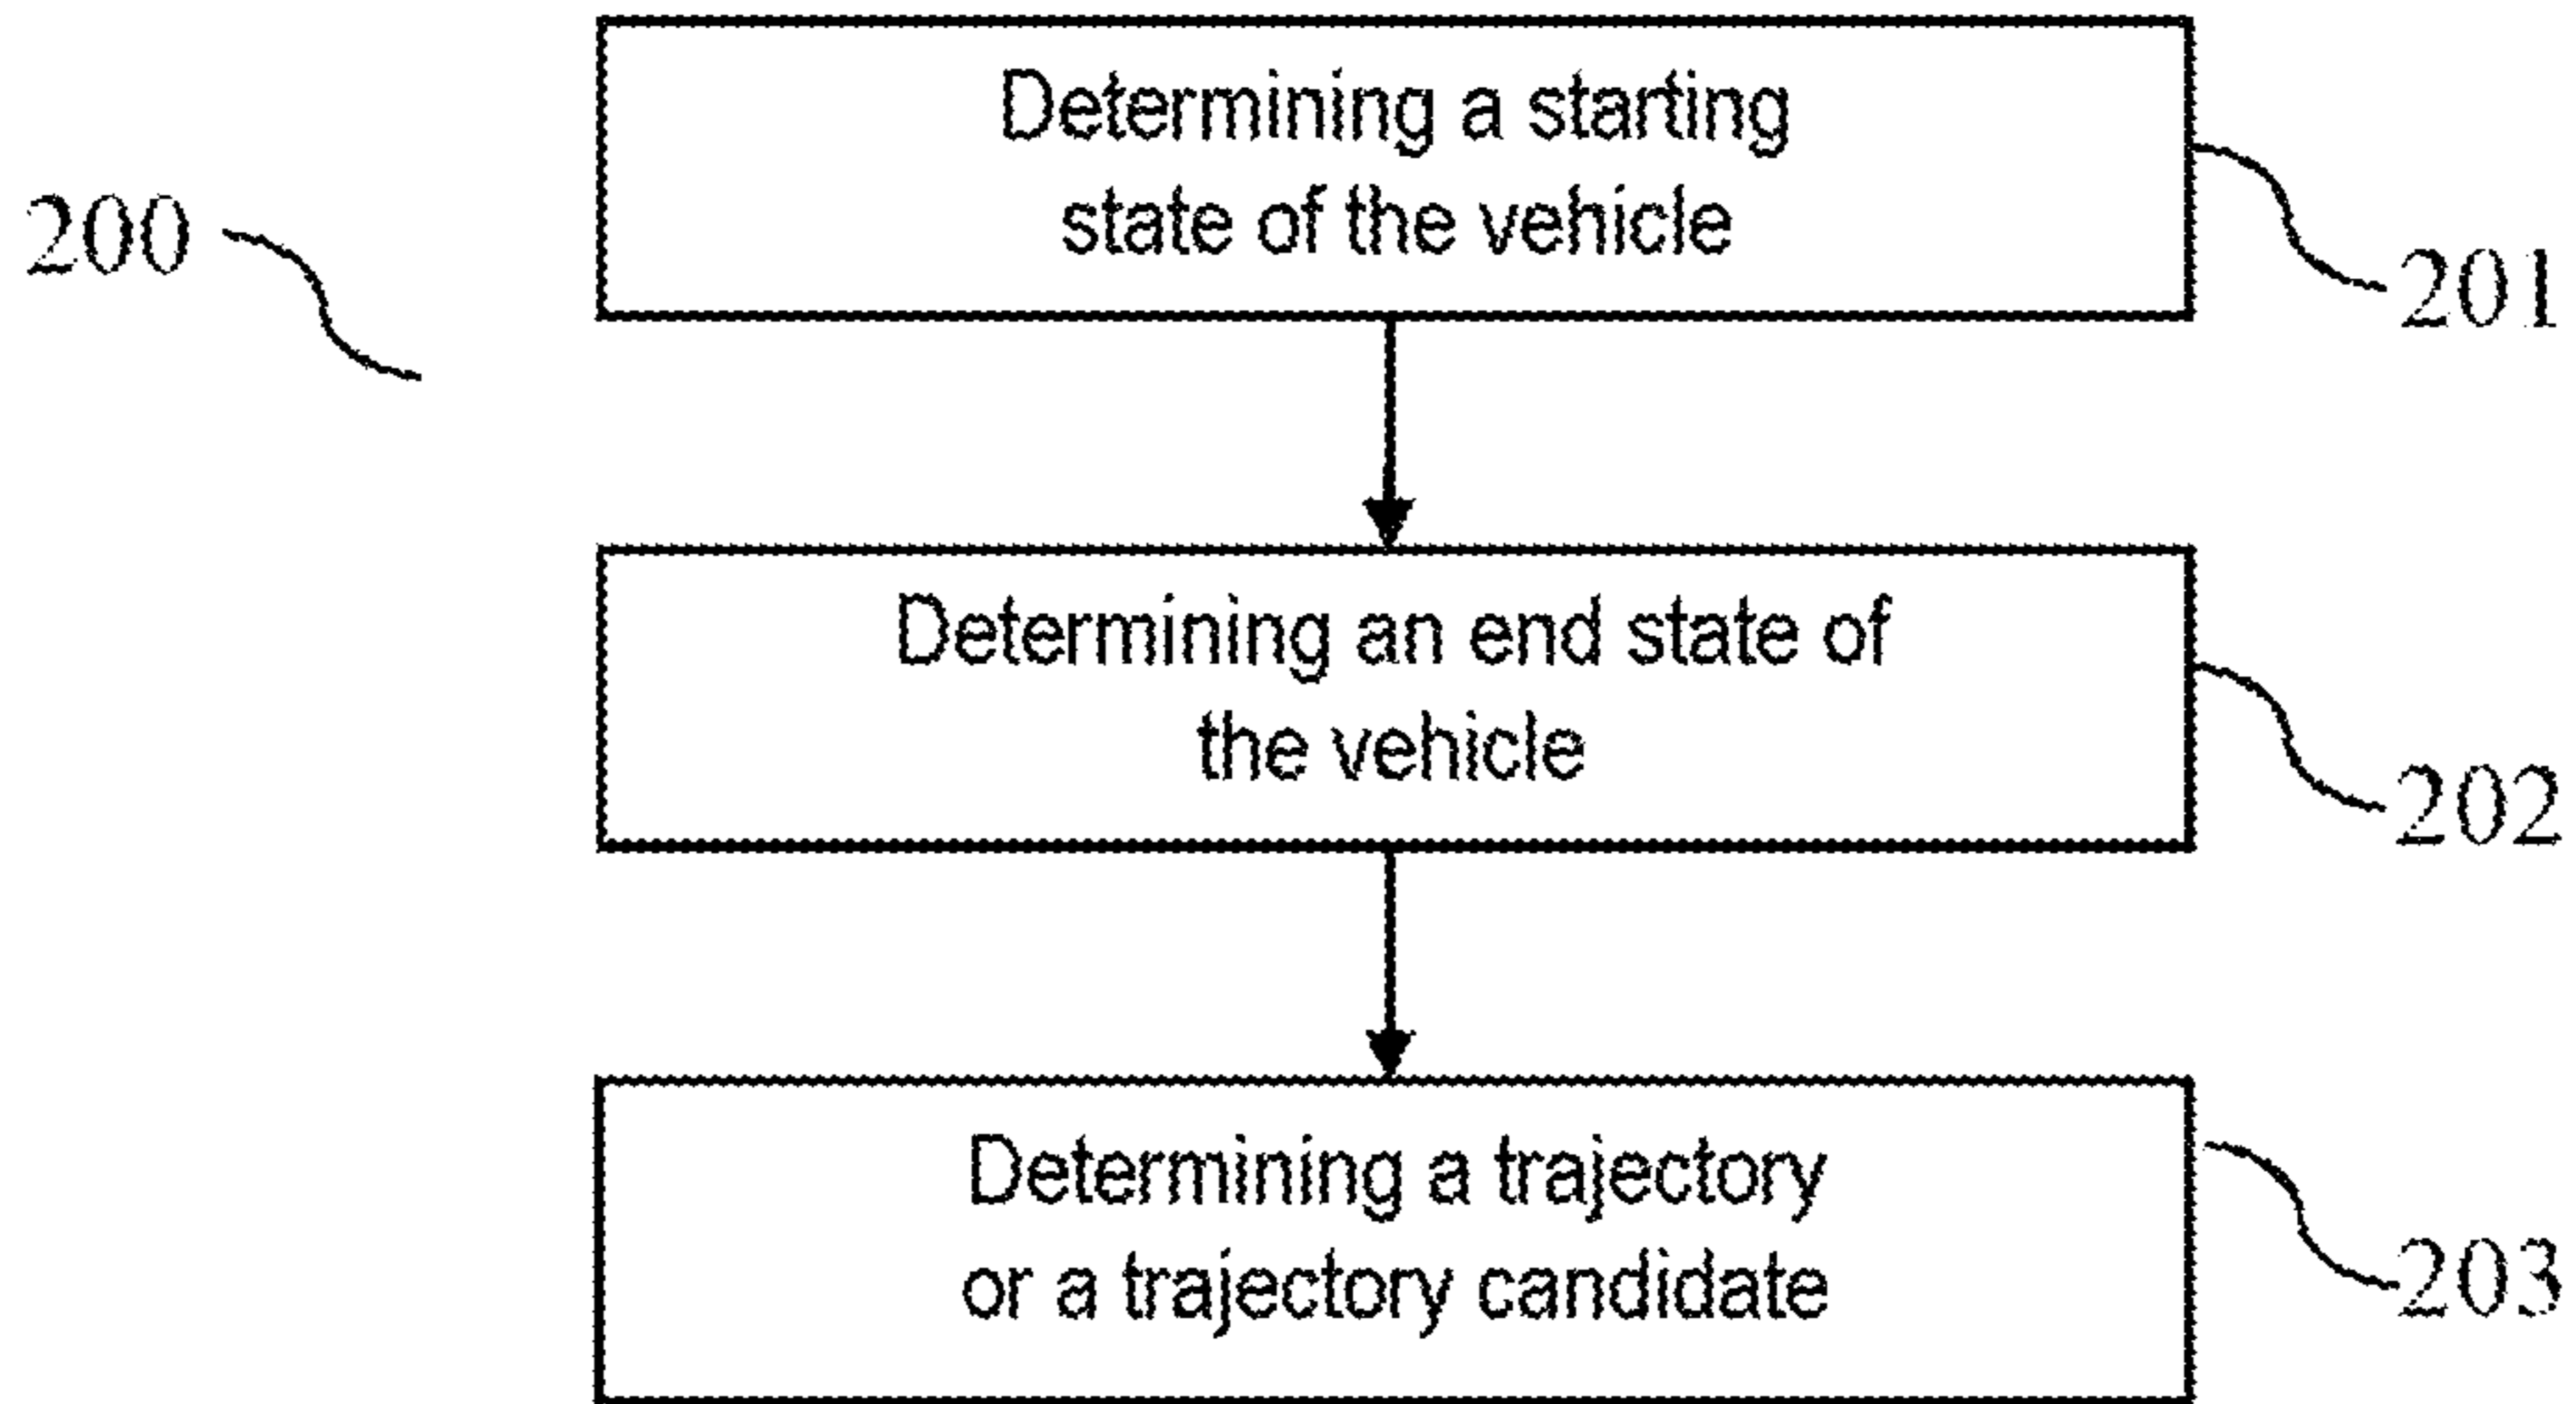 Determining a starting
state of the vehicle
200
201
Determining an end state of
the vehicle
202
Determining a trajectory
or a trajectory candidate
203